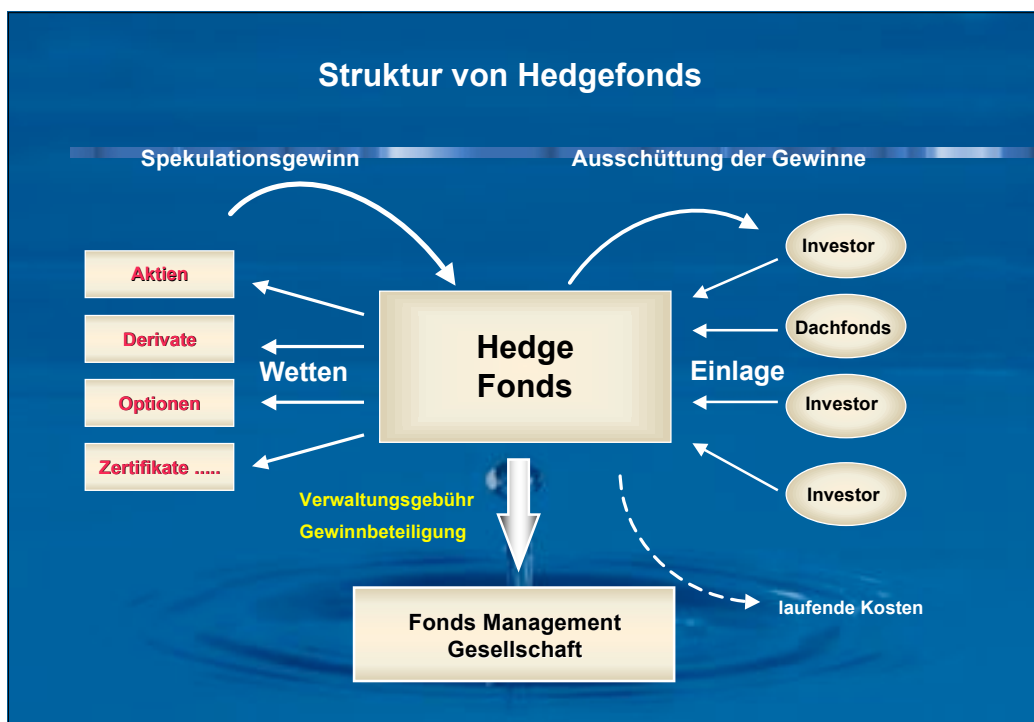 Struktur von Hedgefonds
Spekulationsgewinn
Ausschüttung der Gewinne
Aktien
Derivate
Optionen
Zertifikate .....
Wetten
Hedge
Fonds
Einlage
Investor
Dachfonds
Investor
Investor
Verwaltungsgebühr
Gewinnbeteiligung
laufende Kosten
Fonds Management
Gesellschaft